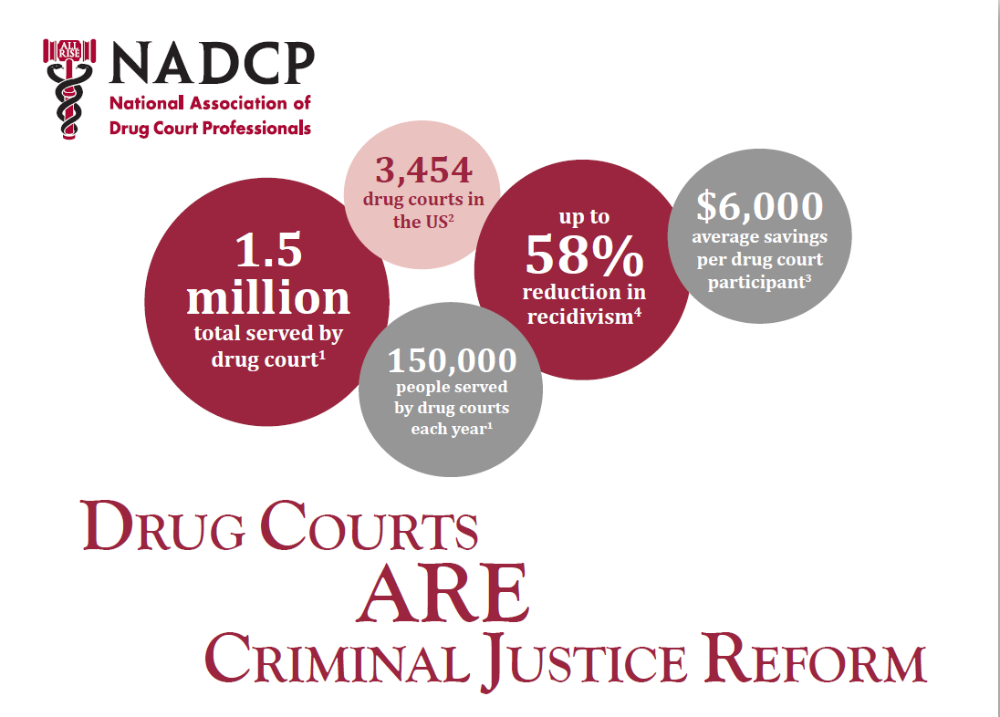 ALL
RISE
NADCP
National Association of
Drug Court Professionals
3,454
drug courts in
the US²
1.5
million
total served by
drug court¹
up to
58%
reduction in
recidivism⁴
$6,000
average savings
per drug court
participant³
150,000
people served
by drug courts
each year¹
DRUG COURTS
ARE
CRIMINAL JUSTICE REFORM